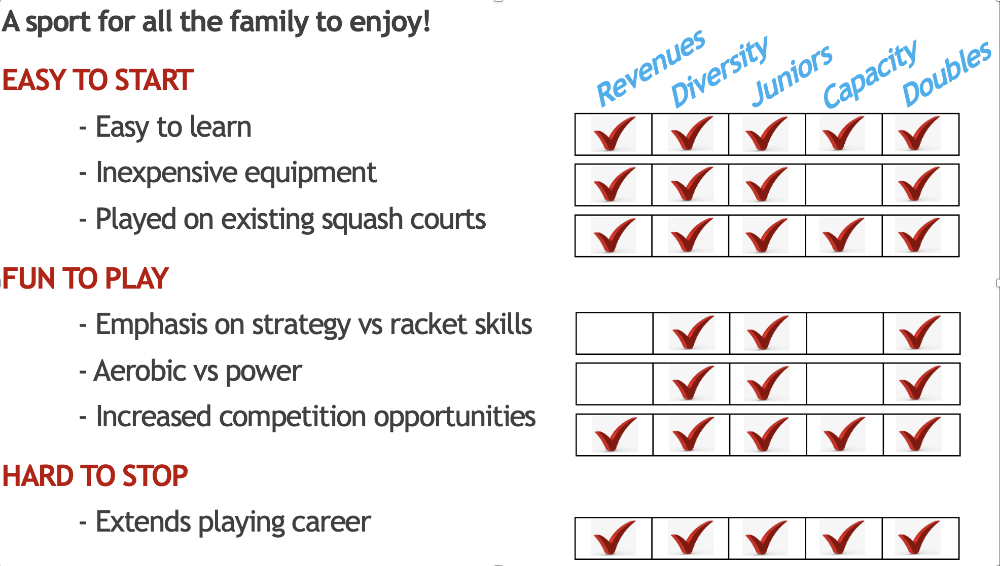 A sport for all the family to enjoy!
Revenues Diversity Juniors Capacity Doubles
EASY TO START
- Easy to learn
- Inexpensive equipment
- Played on existing squash courts
FUN TO PLAY
- Emphasis on strategy vs racket skills
- Aerobic vs power
- Increased competition opportunities
HARD TO STOP
- Extends playing career